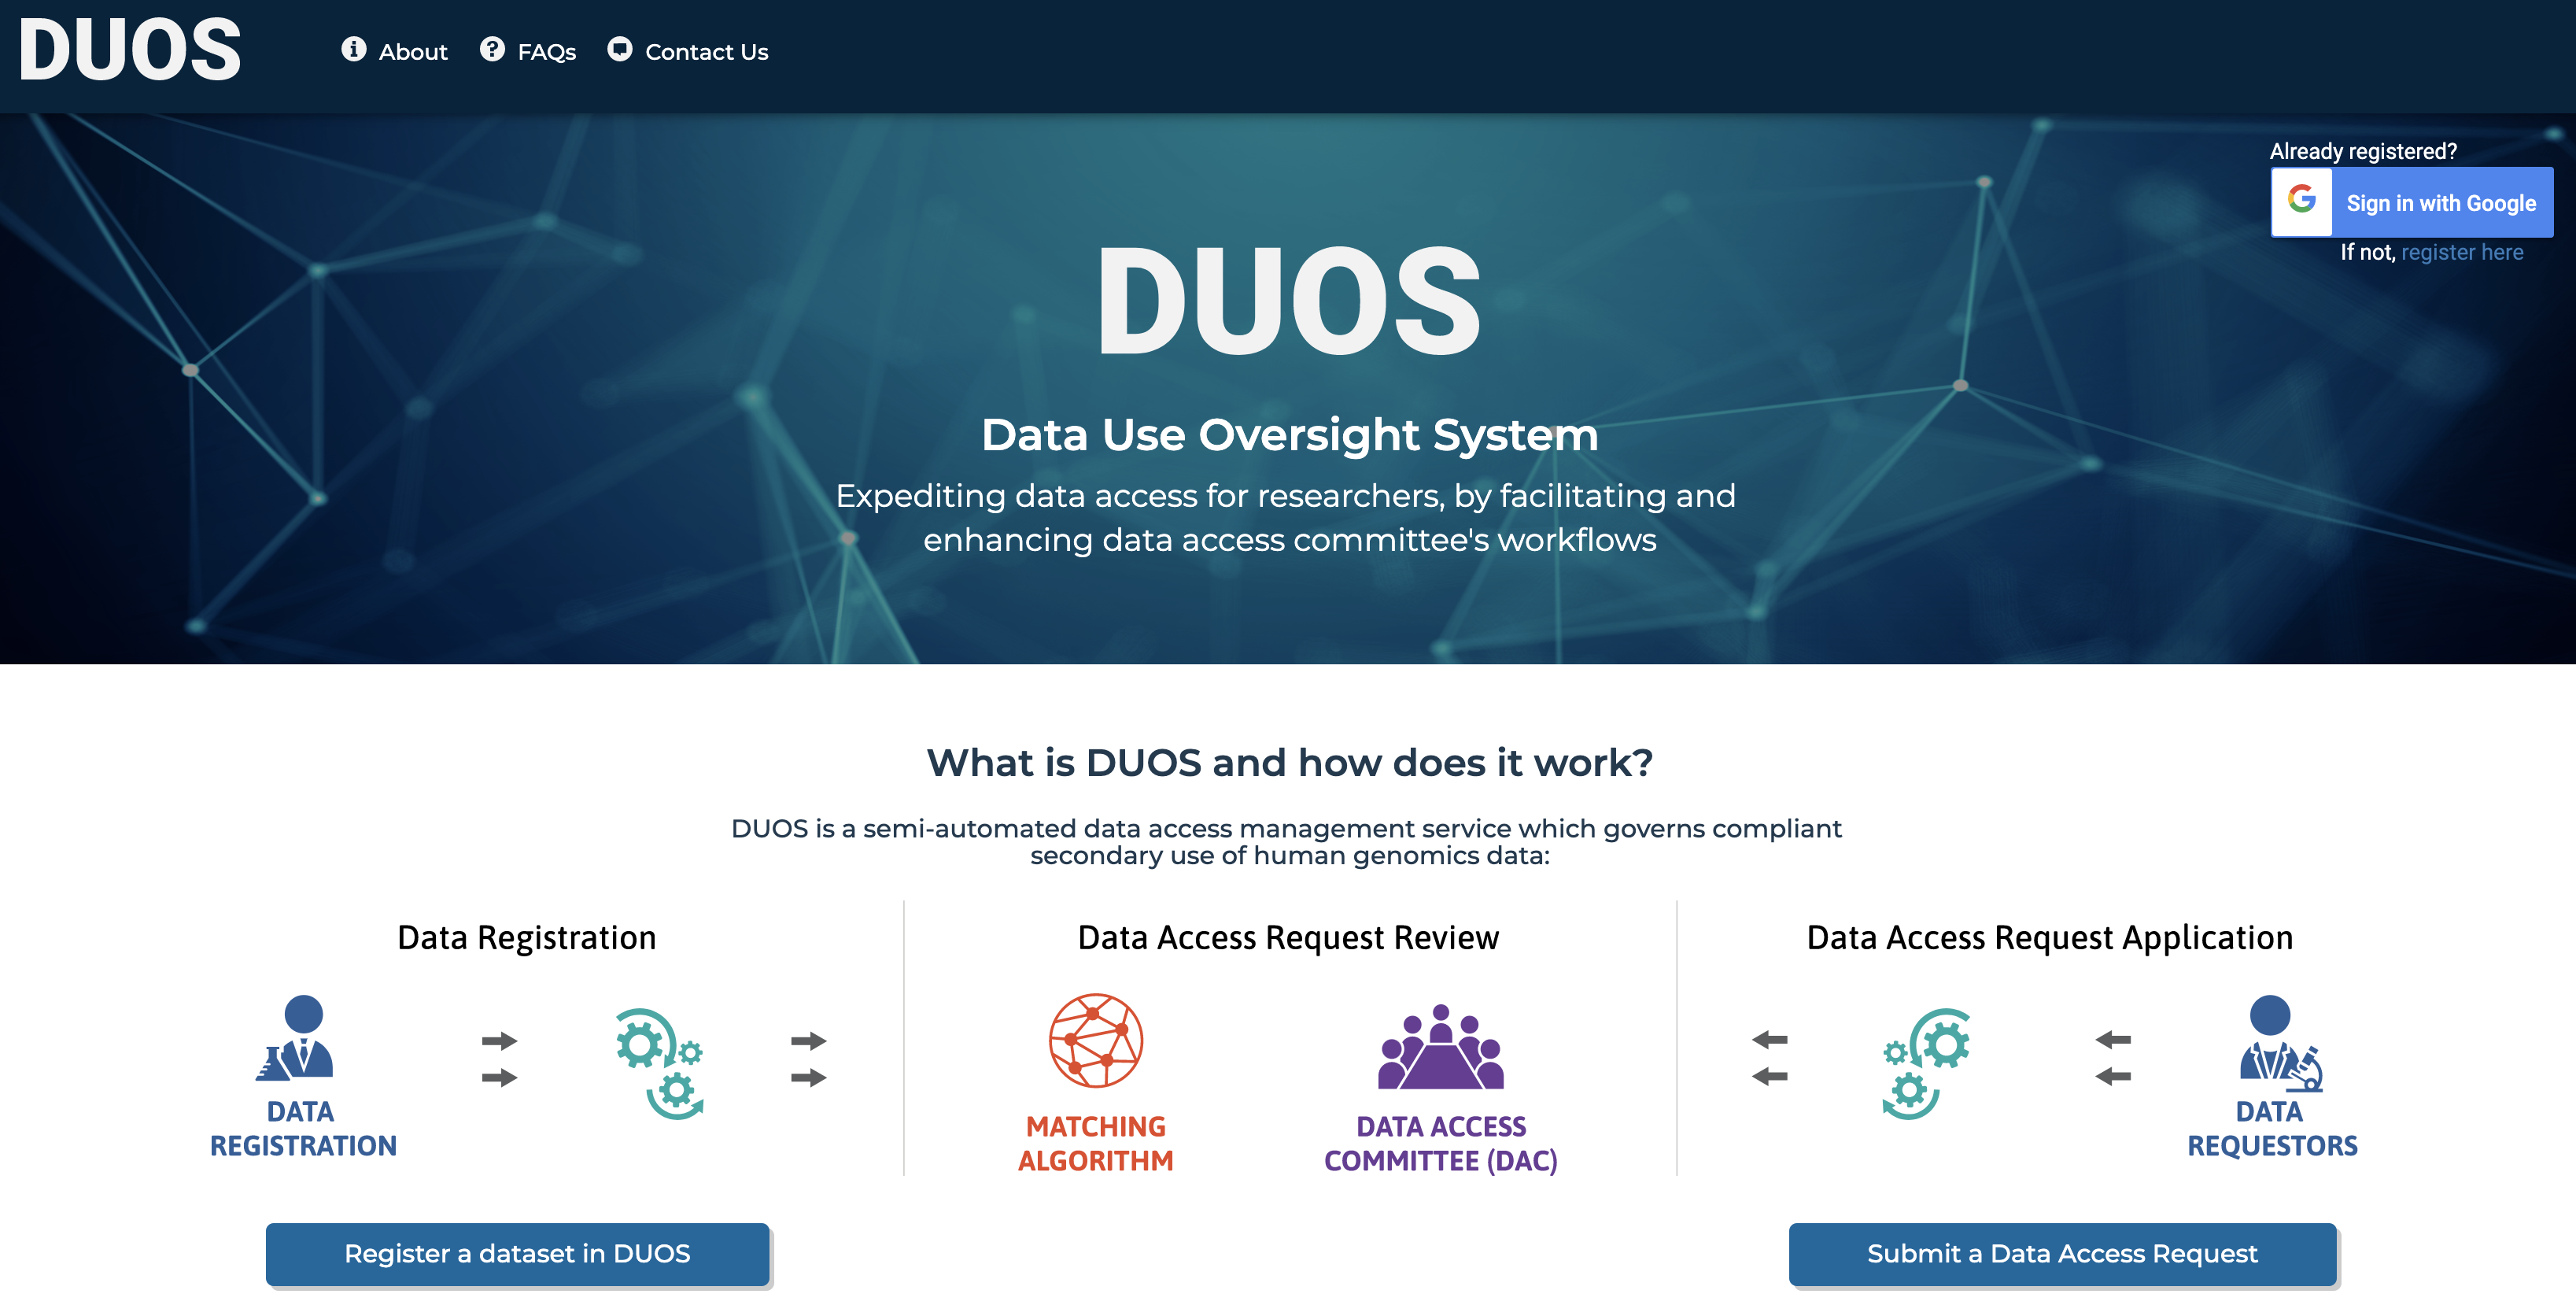 DUOS
About
FAQs
Contact Us
Already registered?
Sign in with Google
If not, register here
DUOS
Data Use Oversight System
Expediting data access for researchers, by facilitating and
enhancing data access committee's workflows
What is DUOS and how does it work?
DUOS is a semi-automated data access management service which governs compliant
secondary use of human genomics data:
Data Registration
DATA
REGISTRATION
Register a dataset in DUOS
Data Access Request Review
MATCHING
ALGORITHM
DATA ACCESS
COMMITTEE (DAC)
Data Access Request Application
DATA
REQUESTORS
Submit a Data Access Request